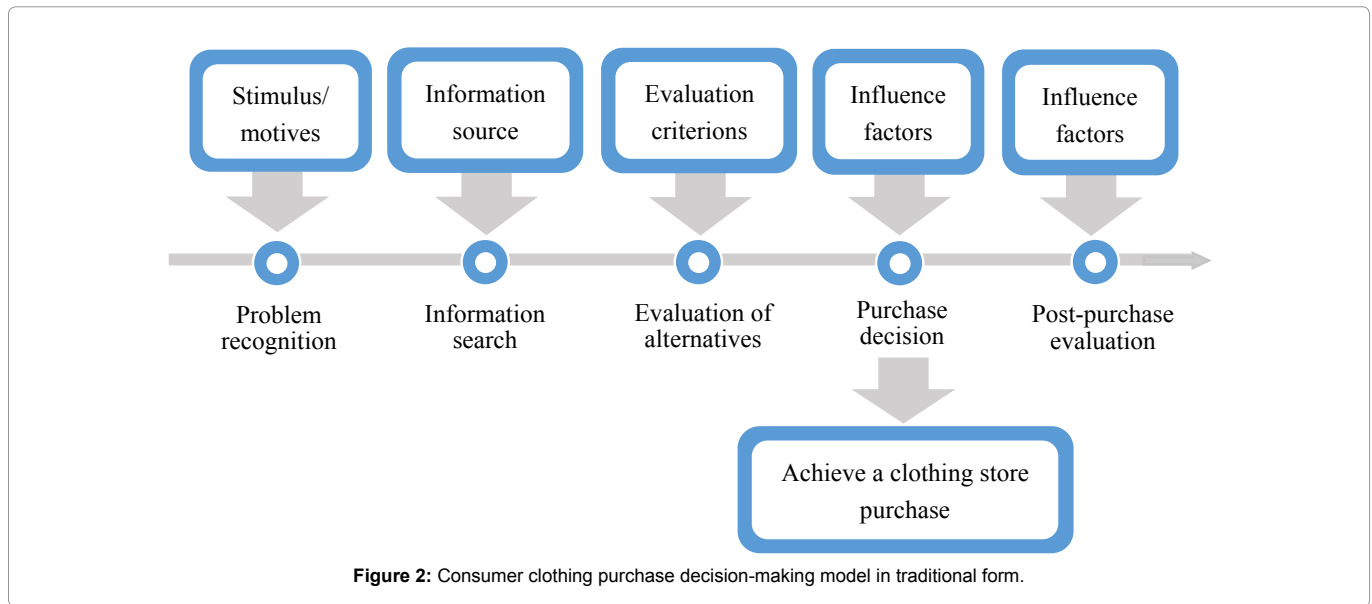 Stimulus/
motives
Information
source
Evaluation
criterions
Influence
factors
Influence
factors
Problem
recognition
Information
search
Evaluation of
alternatives
Purchase
decision
Post-purchase
evaluation
Achieve a clothing store
purchase
Figure 2: Consumer clothing purchase decision-making model in traditional form.